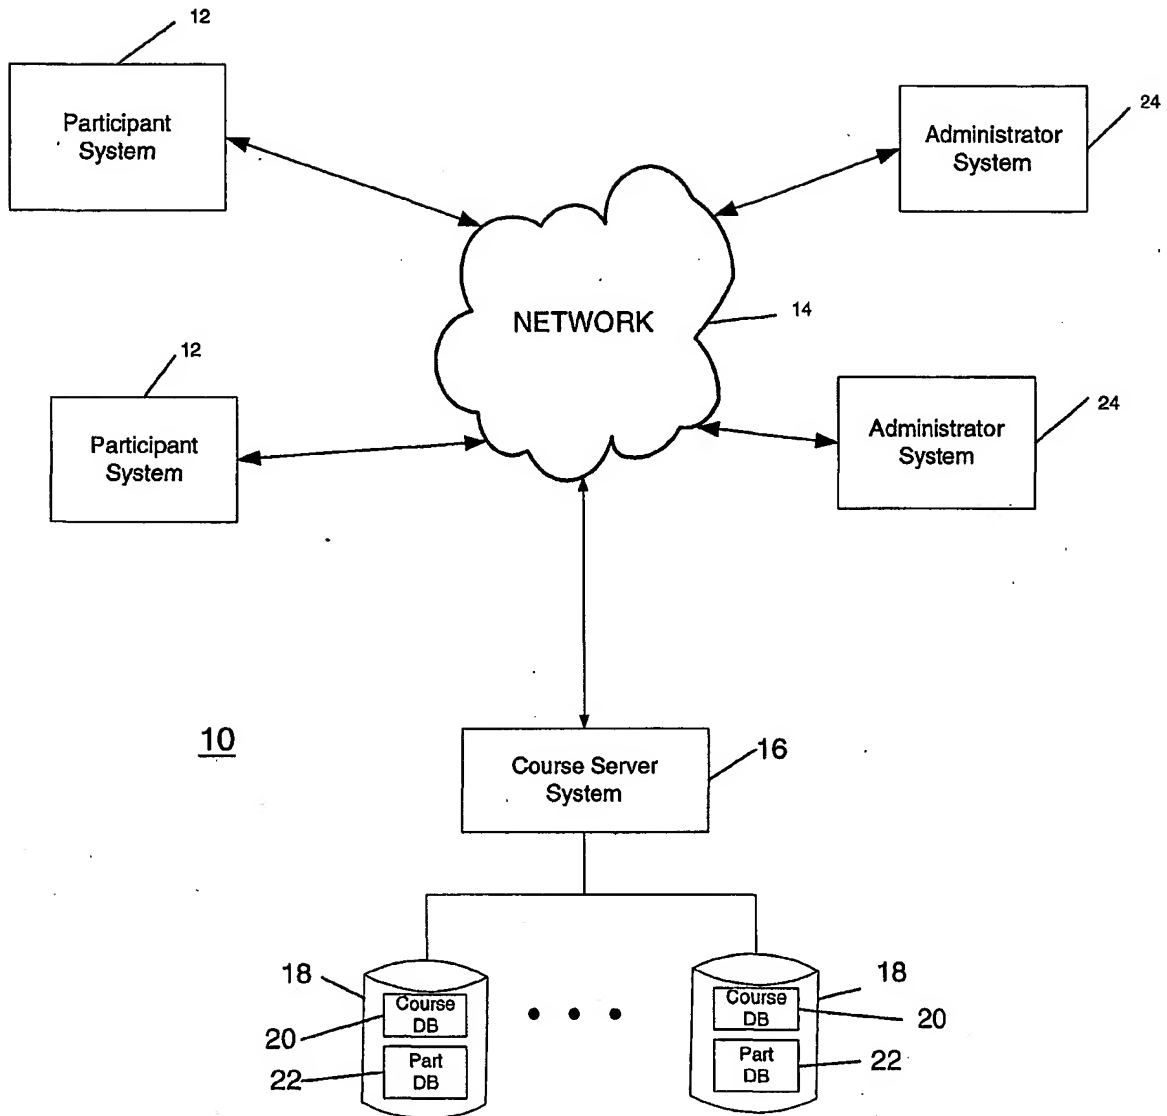 12
Participant
System
24
Administrator
System
NETWORK
14
12
Participant
System
24
Administrator
System
10
16
Course Server
System
18
Course
DB
20
Part
DB
22
18
Course
DB
20
Part
DB
22